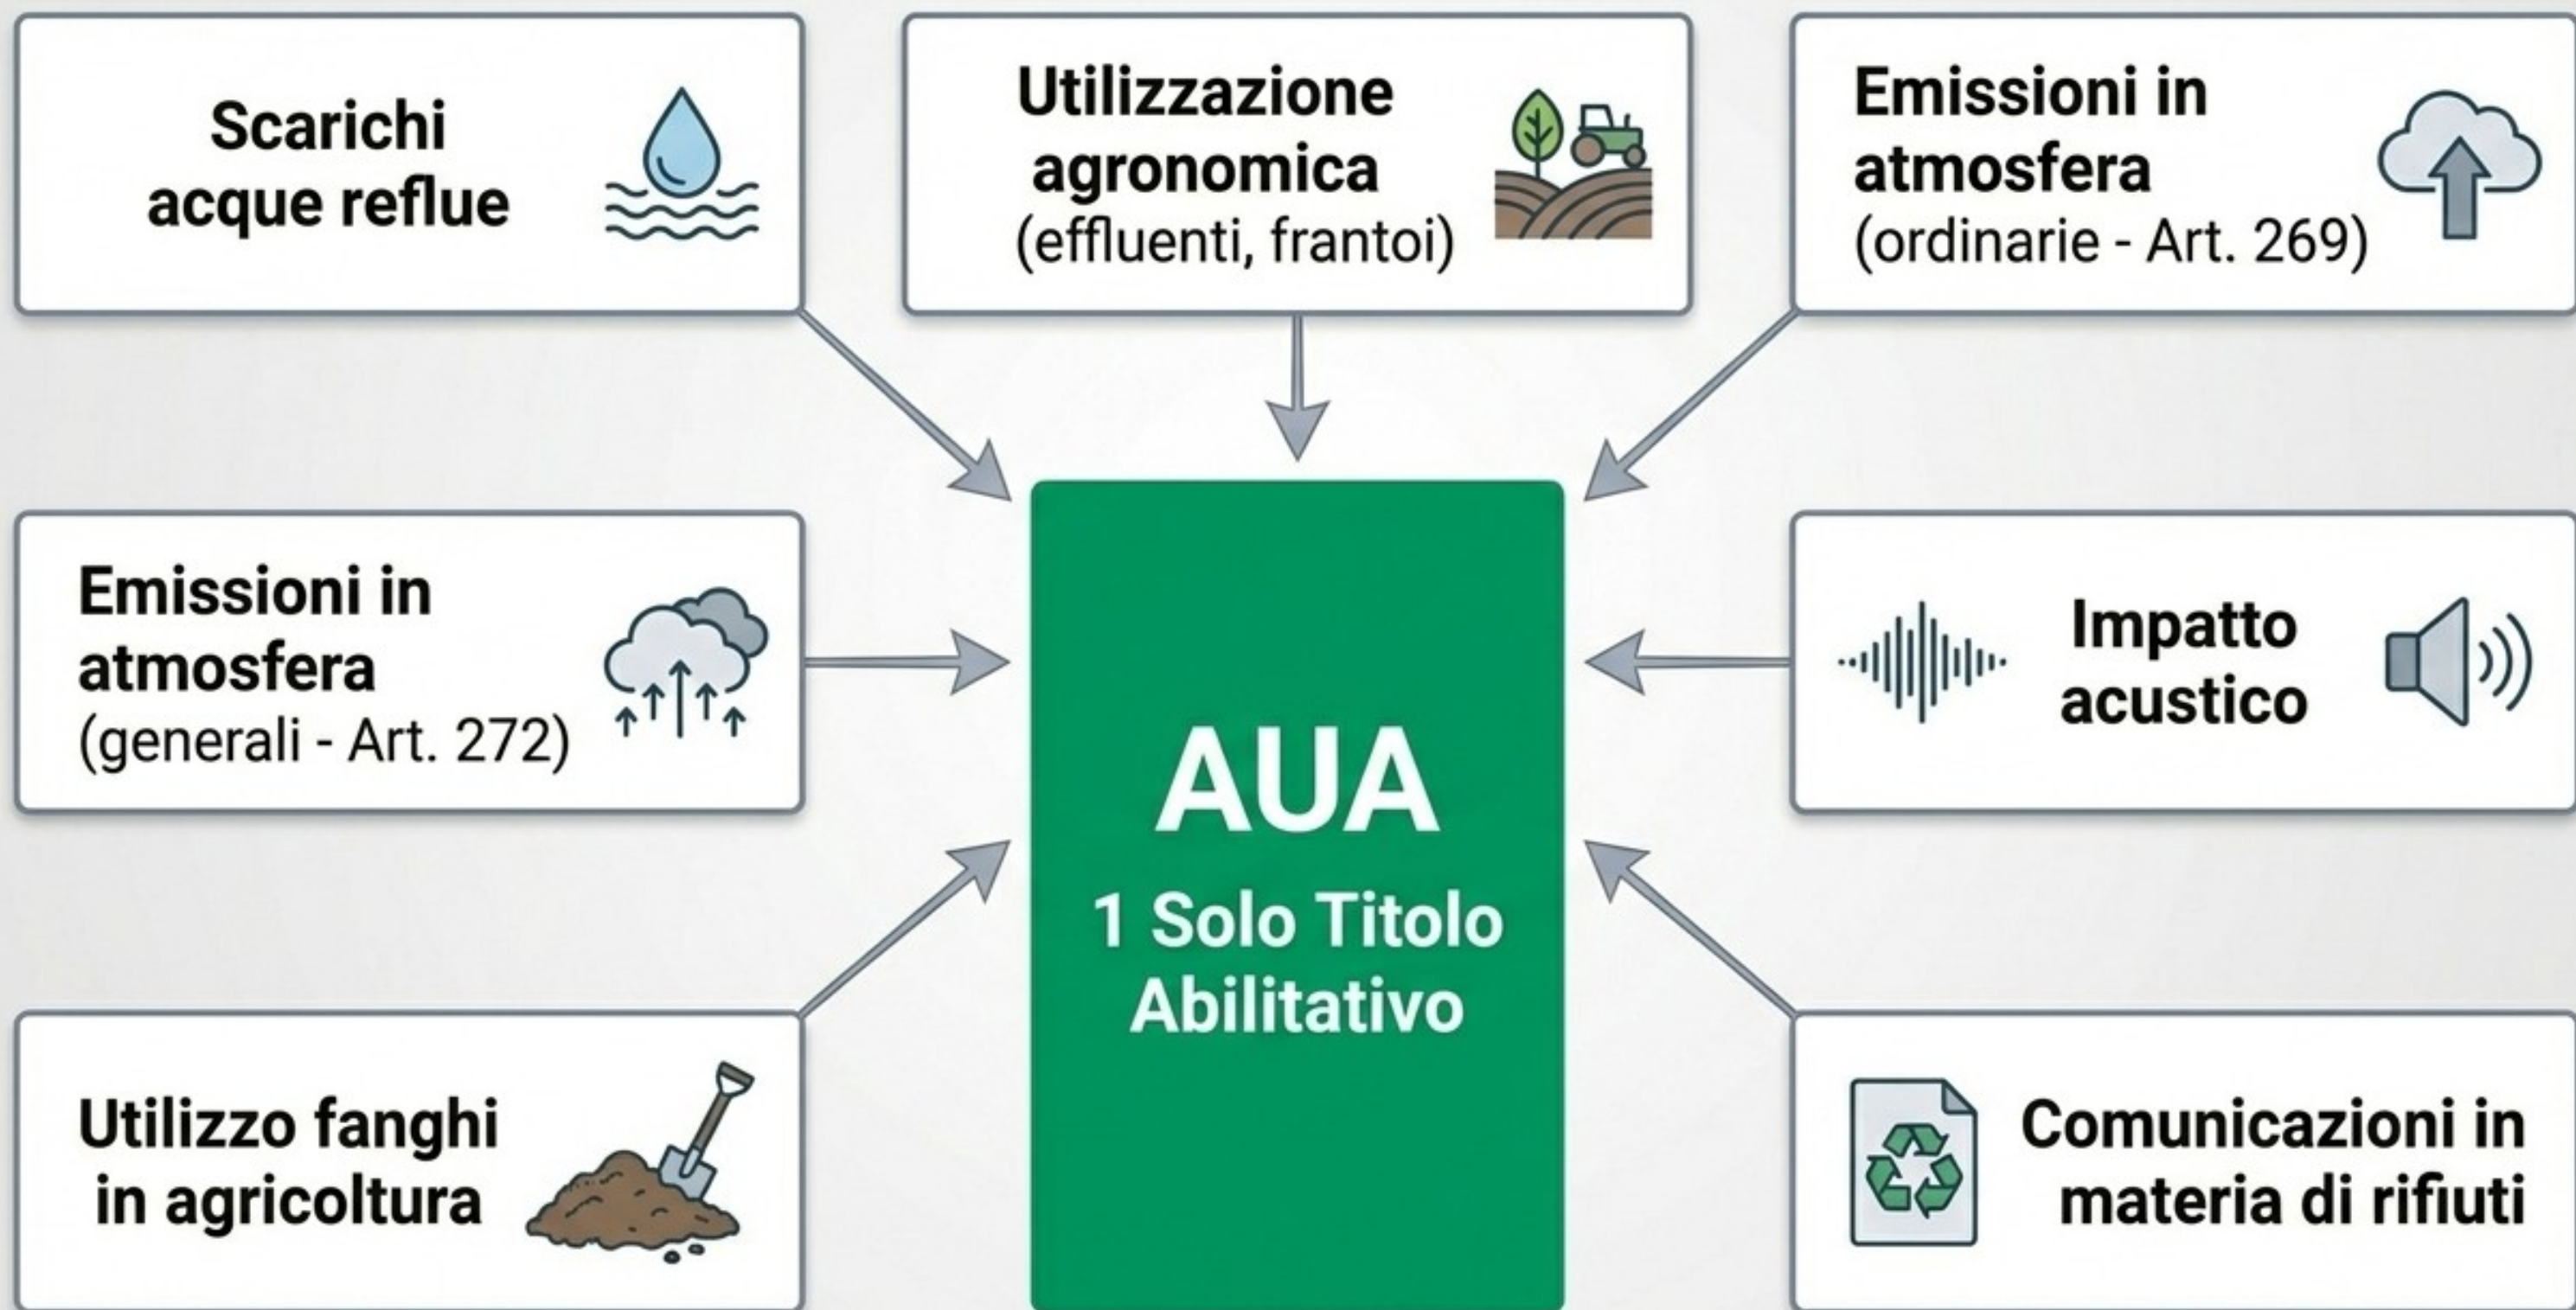 Scarichi
acque reflue
Utilizzazione
agronomica
(effluenti, frantoi)
Emissioni in
atmosfera
(ordinarie - Art. 269)
Emissioni in
atmosfera
(generali - Art. 272)
AUA
1 Solo Titolo
Abilitativo
Impatto
acustico
Utilizzo fanghi
in agricoltura
Comunicazioni in
materia di rifiuti